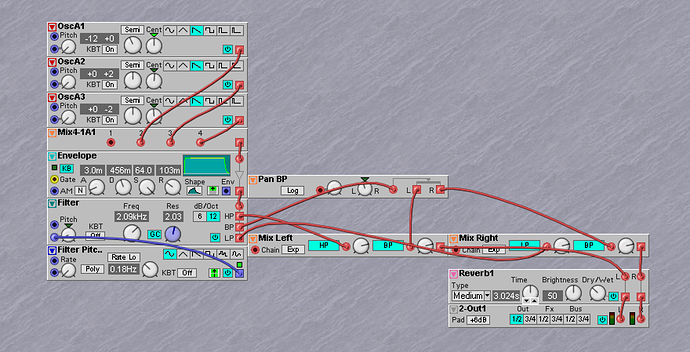 OscA1
Pitch -12 +0 Semi Cent
KBT On
OscA2
Pitch +0 +2 Semi Cent
KBT On
OscA3
Pitch +0 -2 Semi Cent
KBT On
Mix4-1A1 1 2 3 4
Envelope
KB A 3.0m D 456m S 64.0 R 103m
Gate
AM N Shape Env
Filter
Freq Res dB/Oct
Pitch 2.09kHz 2.03 6 12 HP
KBT BP
Off GC LP
Filter Pitc...
Rate Rate Lo
Poly 0.18Hz KBT Off
Pan BP
Log L R L R
Mix Left HP BP
Chain Exp
Mix Right LP BP
Chain Exp
Reverb1 L R
Type Time Brightness Dry/Wet
Medium 3.024s 50
2-Out1 Out Fx Bus L
Pad +6dB 1/2 3/4 1/2 3/4 1/2 3/4